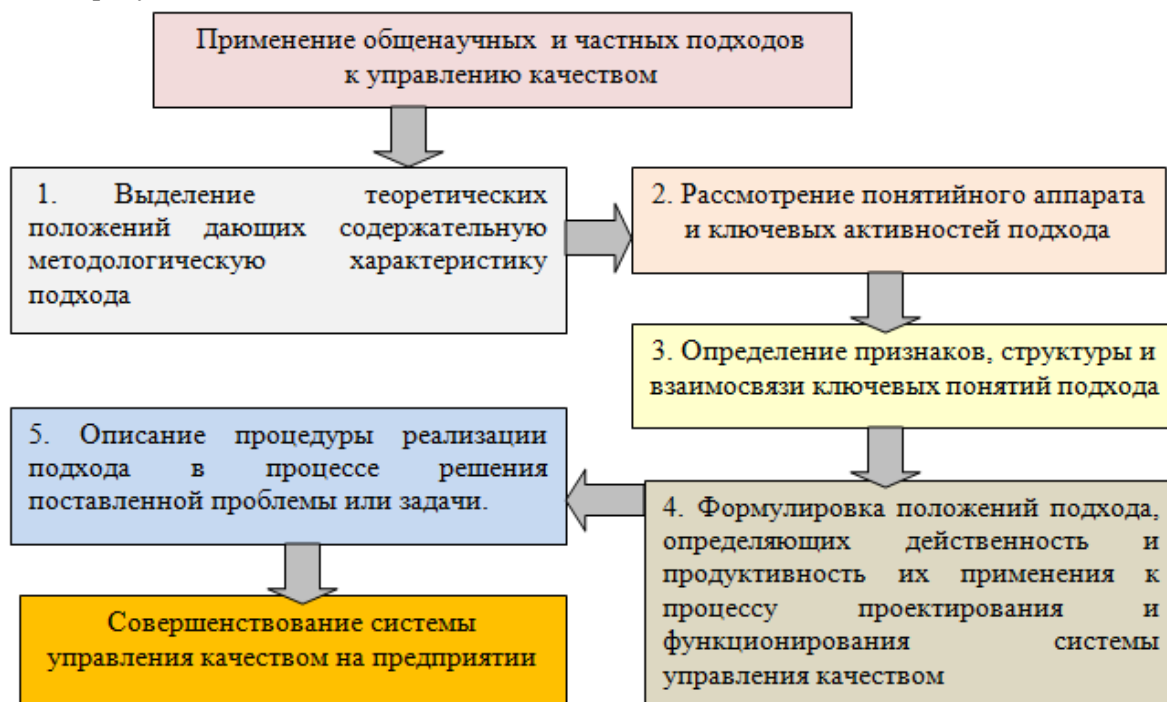 Применение общенаучных и частных подходов
к управлению качеством
1. Выделение теоретических
положений дающих содержательную
методологическую характеристику
подхода
2. Рассмотрение понятийного аппарата
и ключевых активностей подхода
3. Определение признаков, структуры и
взаимосвязи ключевых понятий подхода
4. Формулировка положений подхода,
определяющих действенность и
продуктивность их применения к
процессу проектирования и
функционирования системы
управления качеством
5. Описание процедуры реализации
подхода в процессе решения
поставленной проблемы или задачи.
Совершенствование системы
управления качеством на предприятии